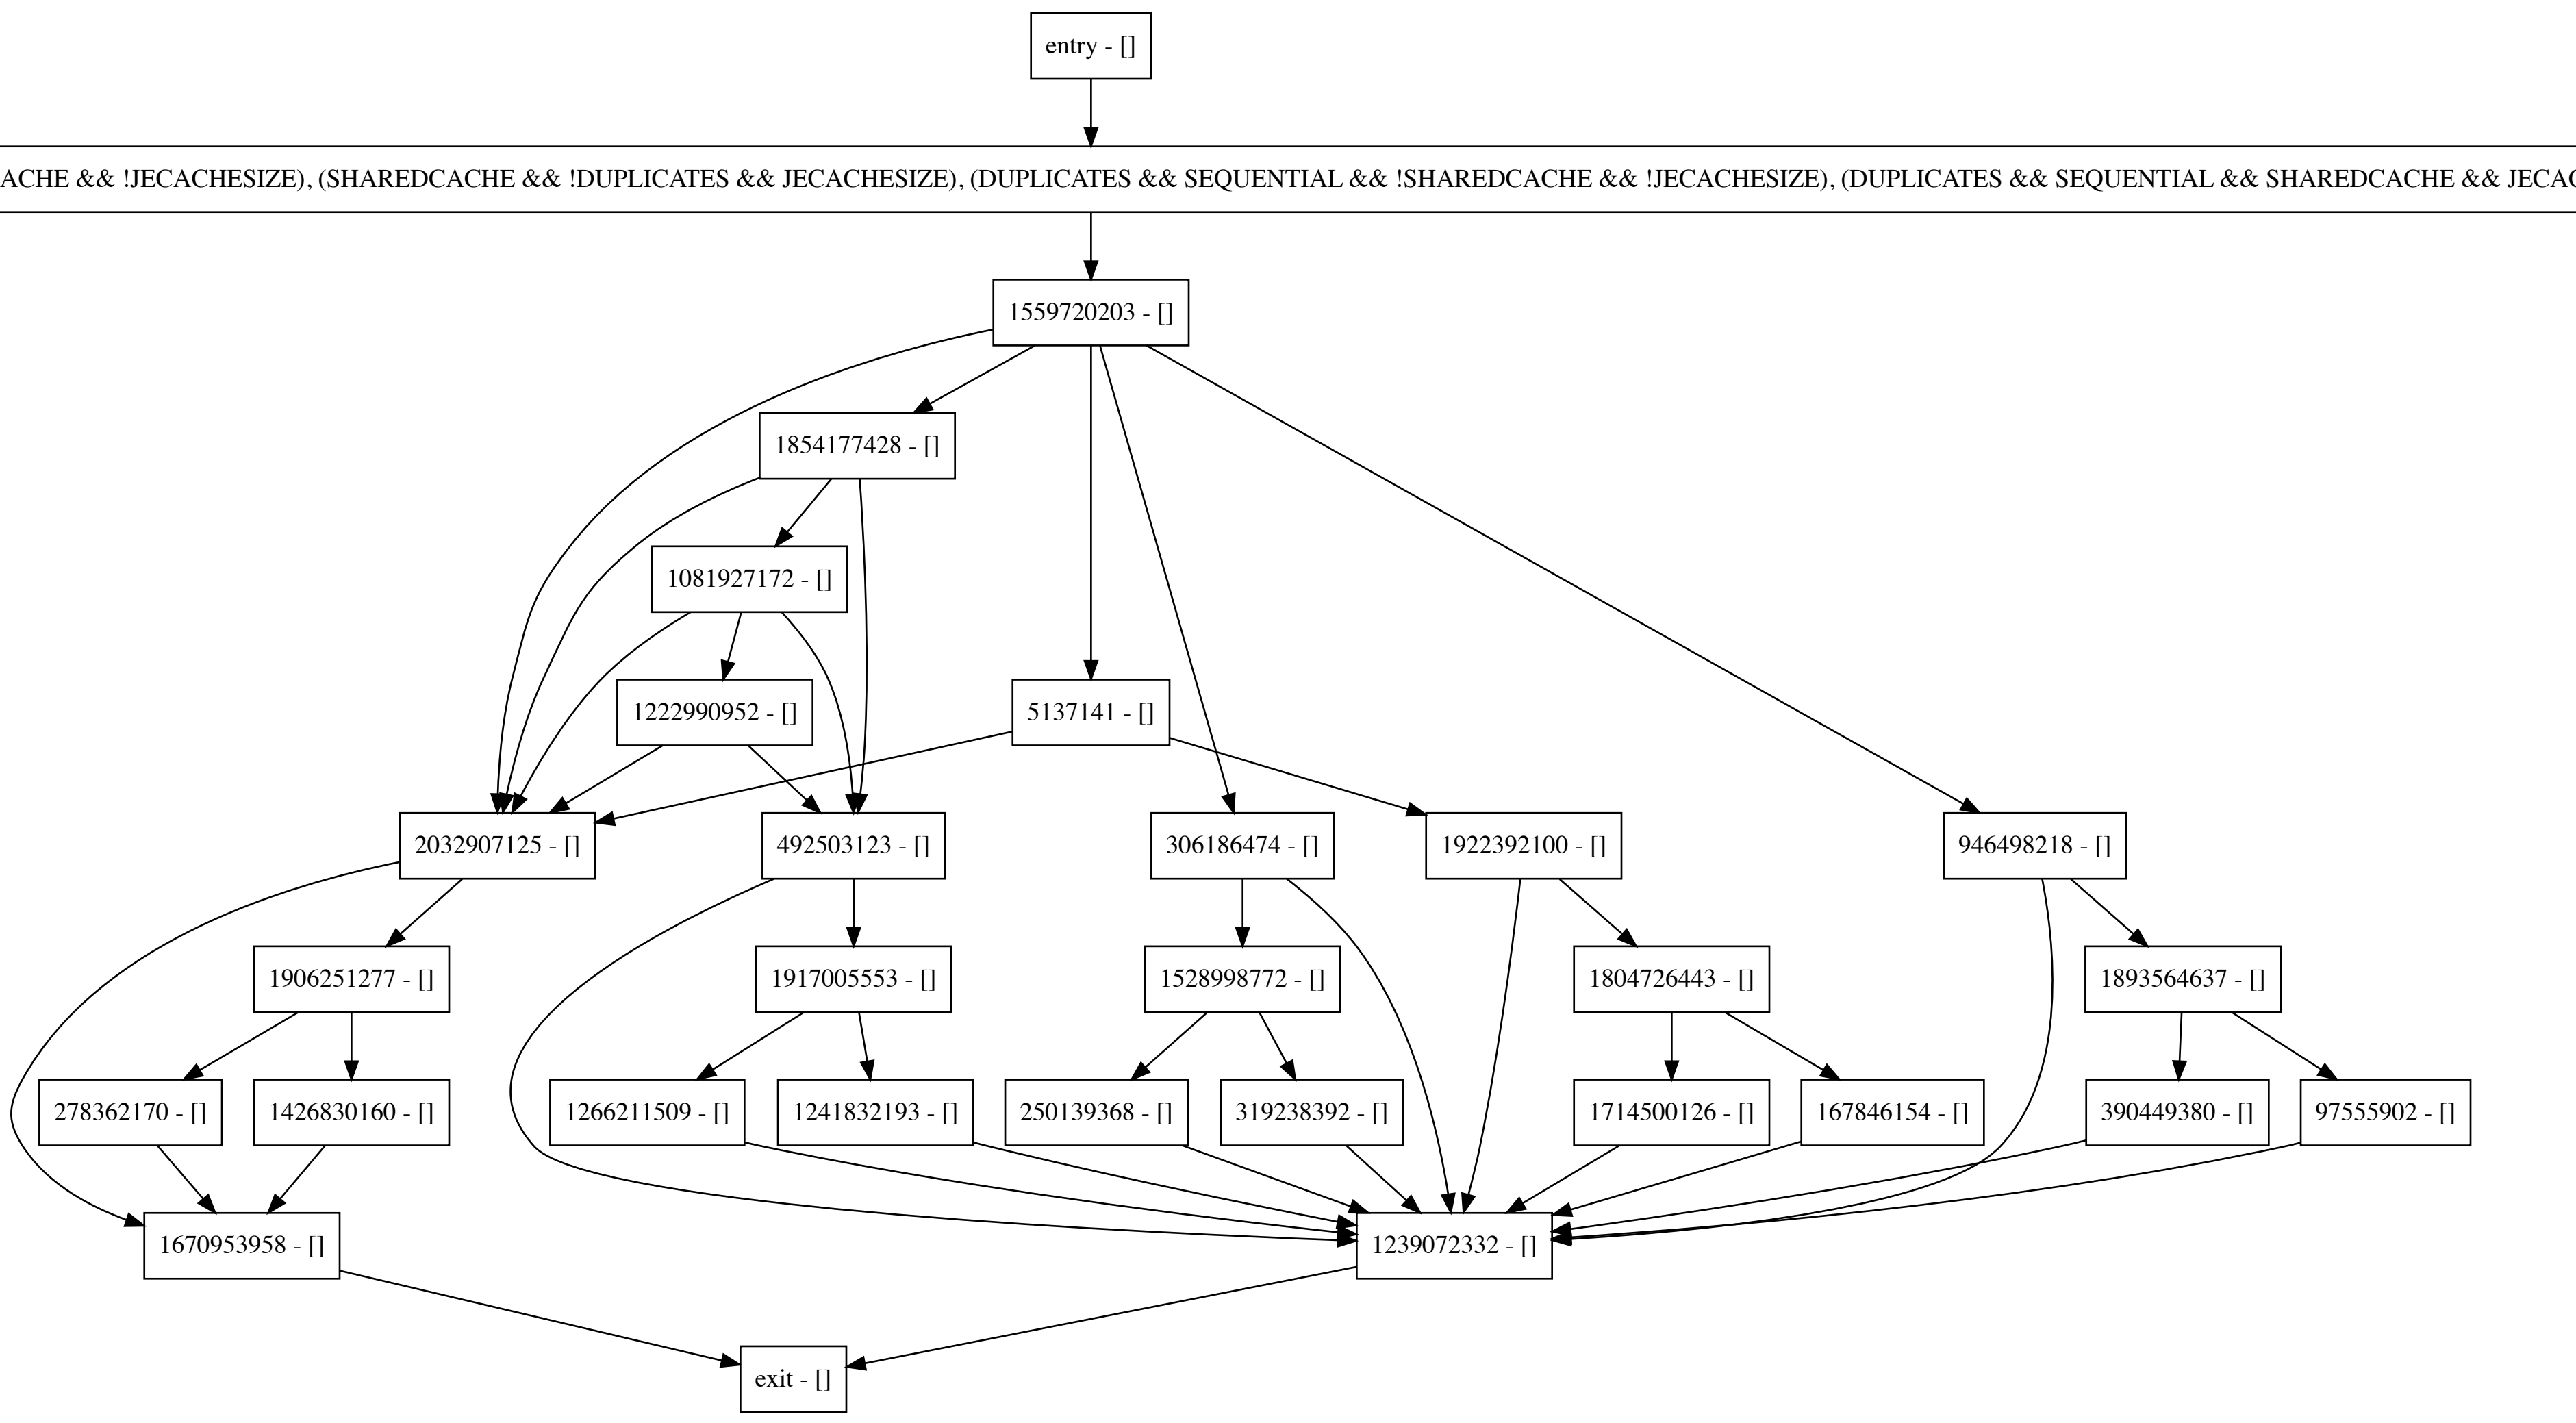 entry - []
ACHE && !JECACHESIZE), (SHAREDCACHE && !DUPLICATES && JECACHESIZE), (DUPLICATES && SEQUENTIAL && !SHAREDCACHE && !JECACHESIZE), (DUPLICATES && SEQUENTIAL && SHAREDCACHE && JECAC
1559720203 - []
1854177428 - []
1081927172 - []
1222990952 - []
5137141 - []
2032907125 - []
492503123 - []
306186474 - []
1922392100 - []
946498218 - []
1906251277 - []
1917005553 - []
1528998772 - []
1804726443 - []
1893564637 - []
278362170 - []
1426830160 - []
1266211509 - []
1241832193 - []
250139368 - []
319238392 - []
1714500126 - []
167846154 - []
390449380 - []
97555902 - []
1670953958 - []
1239072332 - []
exit - []